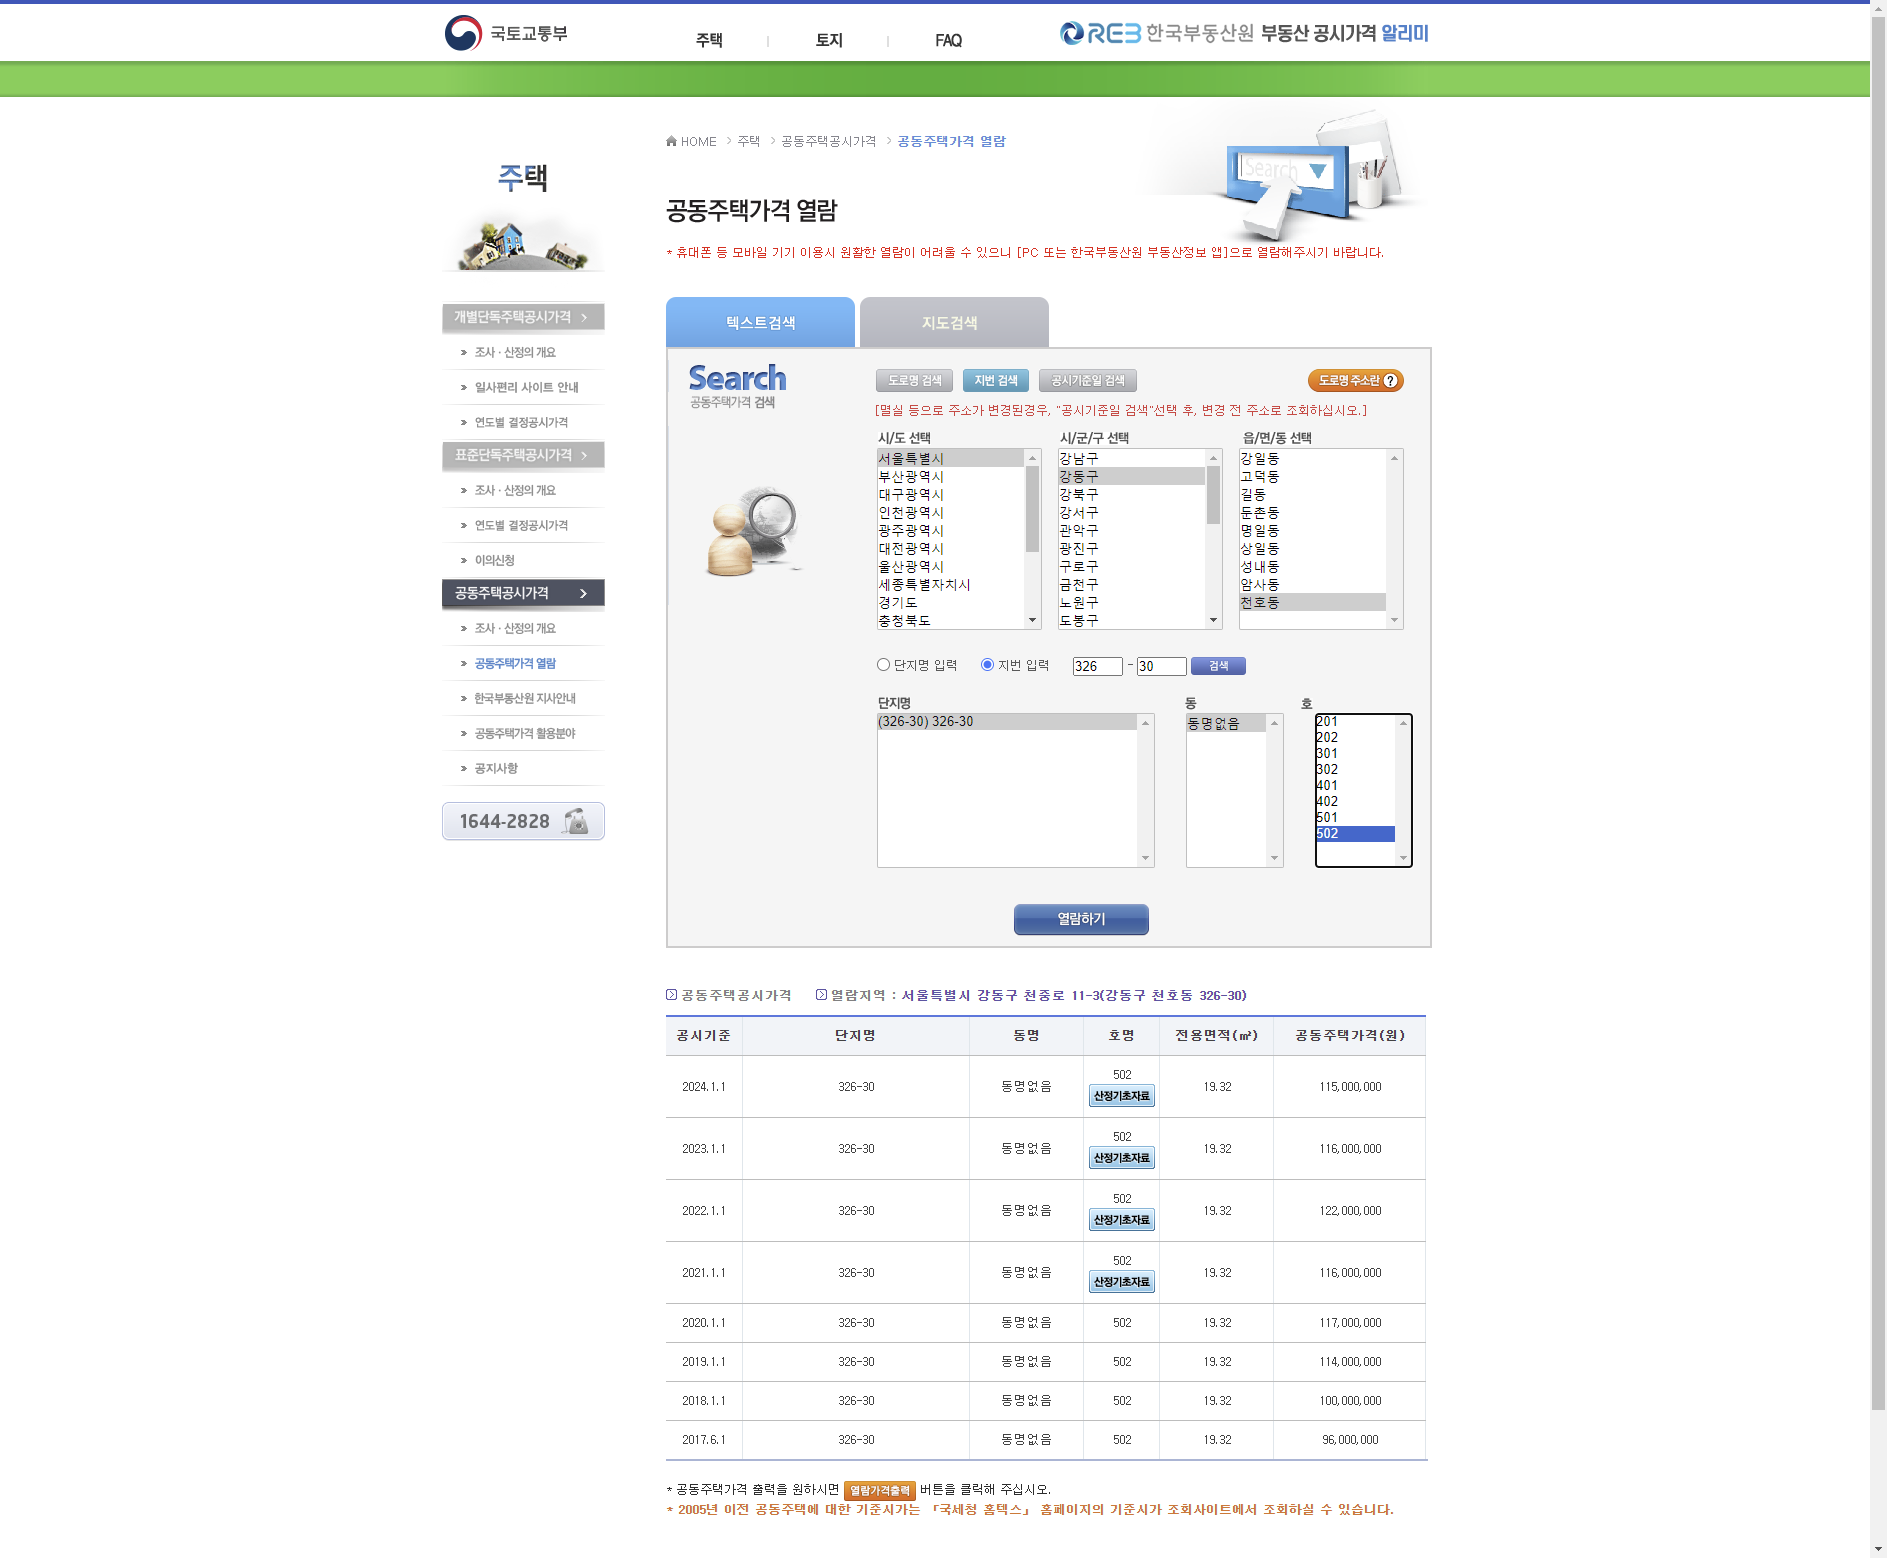 국토교통부
주택
토지
FAQ
REB 한국부동산원 부동산 공시가격 알리미
HOME > 주택 > 공동주택공시가격 > 공동주택가격 열람
주택
Search
공동주택가격 열람
* 휴대폰 등 모바일 기기 이용시 원활한 열람이 어려울 수 있으니 [PC 또는 한국부동산원 부동산정보 앱]으로 열람해주시기 바랍니다.
개별단독주택공시가격
조사ㆍ산정의 개요
일사편리 사이트 안내
연도별 결정공시가격
표준단독주택공시가격
조사ㆍ산정의 개요
연도별 결정공시가격
이의신청
공동주택공시가격
조사ㆍ산정의 개요
공동주택가격 열람
한국부동산원 지사안내
공동주택가격 활용분야
공지사항
1644-2828
텍스트검색
지도검색
Search
공동주택가격 검색
도로명 검색
지번 검색
공시기준일 검색
도로명 주소란 ?
[멸실 등으로 주소가 변경된경우, "공시기준일 검색"선택 후, 변경 전 주소로 조회하십시오.]
시/도 선택
서울특별시
부산광역시
대구광역시
인천광역시
광주광역시
대전광역시
울산광역시
세종특별자치시
경기도
충청북도
시/군/구 선택
강남구
강동구
강북구
강서구
관악구
광진구
구로구
금천구
노원구
도봉구
읍/면/동 선택
강일동
고덕동
길동
둔촌동
명일동
상일동
성내동
암사동
천호동
단지명 입력
지번 입력
326 - 30
검색
단지명
(326-30) 326-30
동
동명없음
호
201
202
301
302
401
402
501
502
열람하기
공동주택공시가격
열람지역 : 서울특별시 강동구 천중로 11-3(강동구 천호동 326-30)
공시기준 단지명 동명 호명 전용면적(㎡) 공동주택가격(원)
2024.1.1 326-30 동명없음 502 산정기초자료 19.32 115,000,000
2023.1.1 326-30 동명없음 502 산정기초자료 19.32 116,000,000
2022.1.1 326-30 동명없음 502 산정기초자료 19.32 122,000,000
2021.1.1 326-30 동명없음 502 산정기초자료 19.32 116,000,000
2020.1.1 326-30 동명없음 502 19.32 117,000,000
2019.1.1 326-30 동명없음 502 19.32 114,000,000
2018.1.1 326-30 동명없음 502 19.32 100,000,000
2017.6.1 326-30 동명없음 502 19.32 96,000,000
* 공동주택가격 출력을 원하시면 열람가격출력 버튼을 클릭해 주십시오.
* 2005년 이전 공동주택에 대한 기준시가는 「국세청 홈텍스」 홈페이지의 기준시가 조회사이트에서 조회하실 수 있습니다.